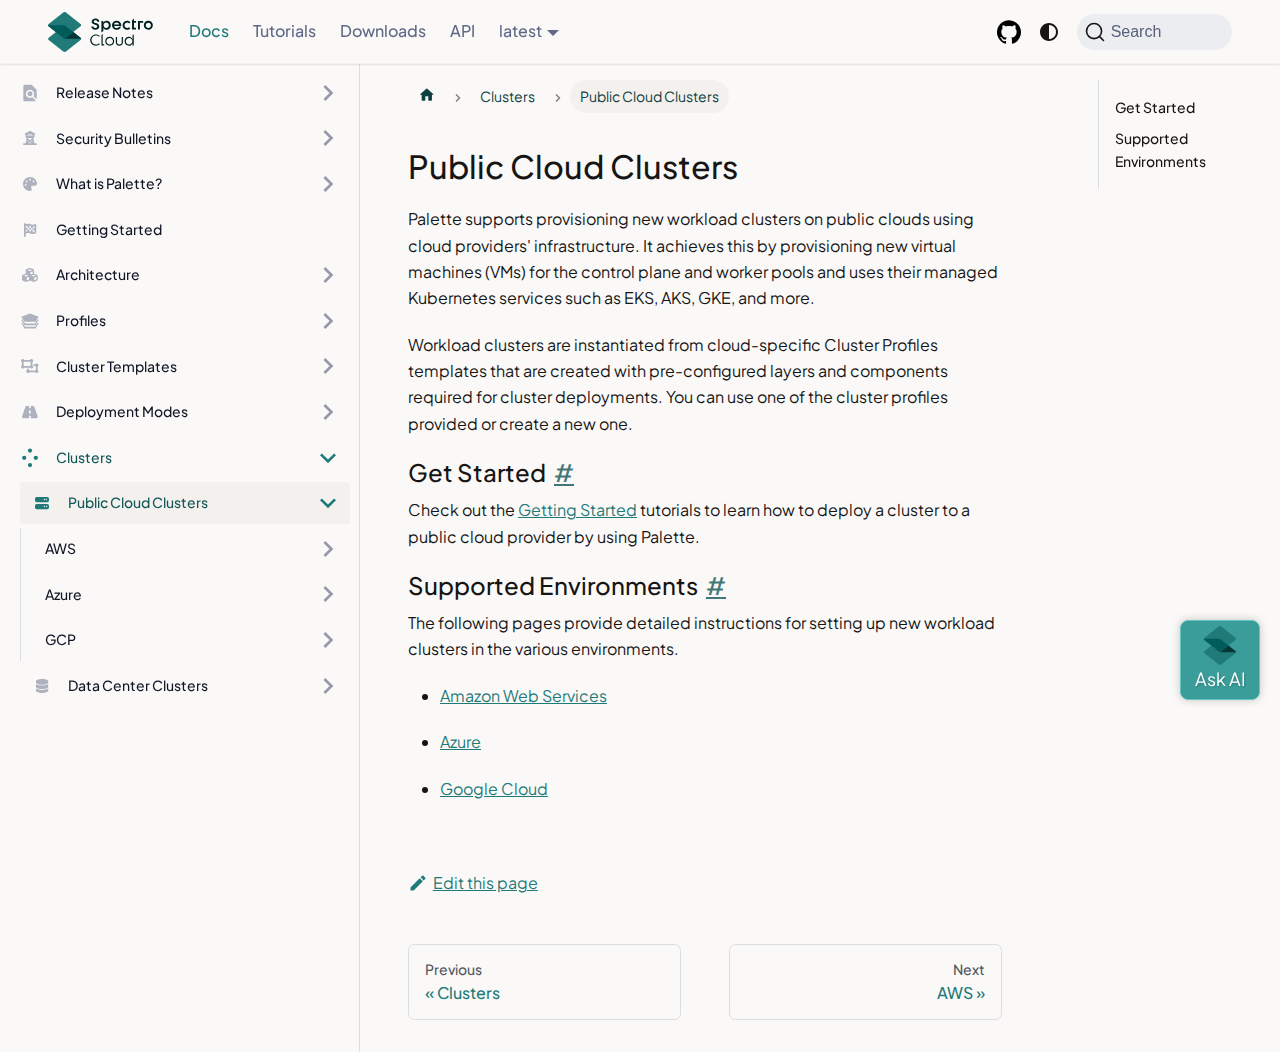 Spectro Cloud
Docs
Tutorials
Downloads
API
latest
Search
Release Notes
Security Bulletins
What is Palette?
Getting Started
Architecture
Profiles
Cluster Templates
Deployment Modes
Clusters
Public Cloud Clusters
AWS
Azure
GCP
Data Center Clusters
Clusters
Public Cloud Clusters
Public Cloud Clusters
Palette supports provisioning new workload clusters on public clouds using
cloud providers' infrastructure. It achieves this by provisioning new virtual
machines (VMs) for the control plane and worker pools and uses their managed
Kubernetes services such as EKS, AKS, GKE, and more.
Workload clusters are instantiated from cloud-specific Cluster Profiles
templates that are created with pre-configured layers and components
required for cluster deployments. You can use one of the cluster profiles
provided or create a new one.
Get Started #
Check out the Getting Started tutorials to learn how to deploy a cluster to a
public cloud provider by using Palette.
Supported Environments #
The following pages provide detailed instructions for setting up new workload
clusters in the various environments.
Amazon Web Services
Azure
Google Cloud
Edit this page
Previous
« Clusters
Next
AWS »
Get Started
Supported
Environments
Ask AI